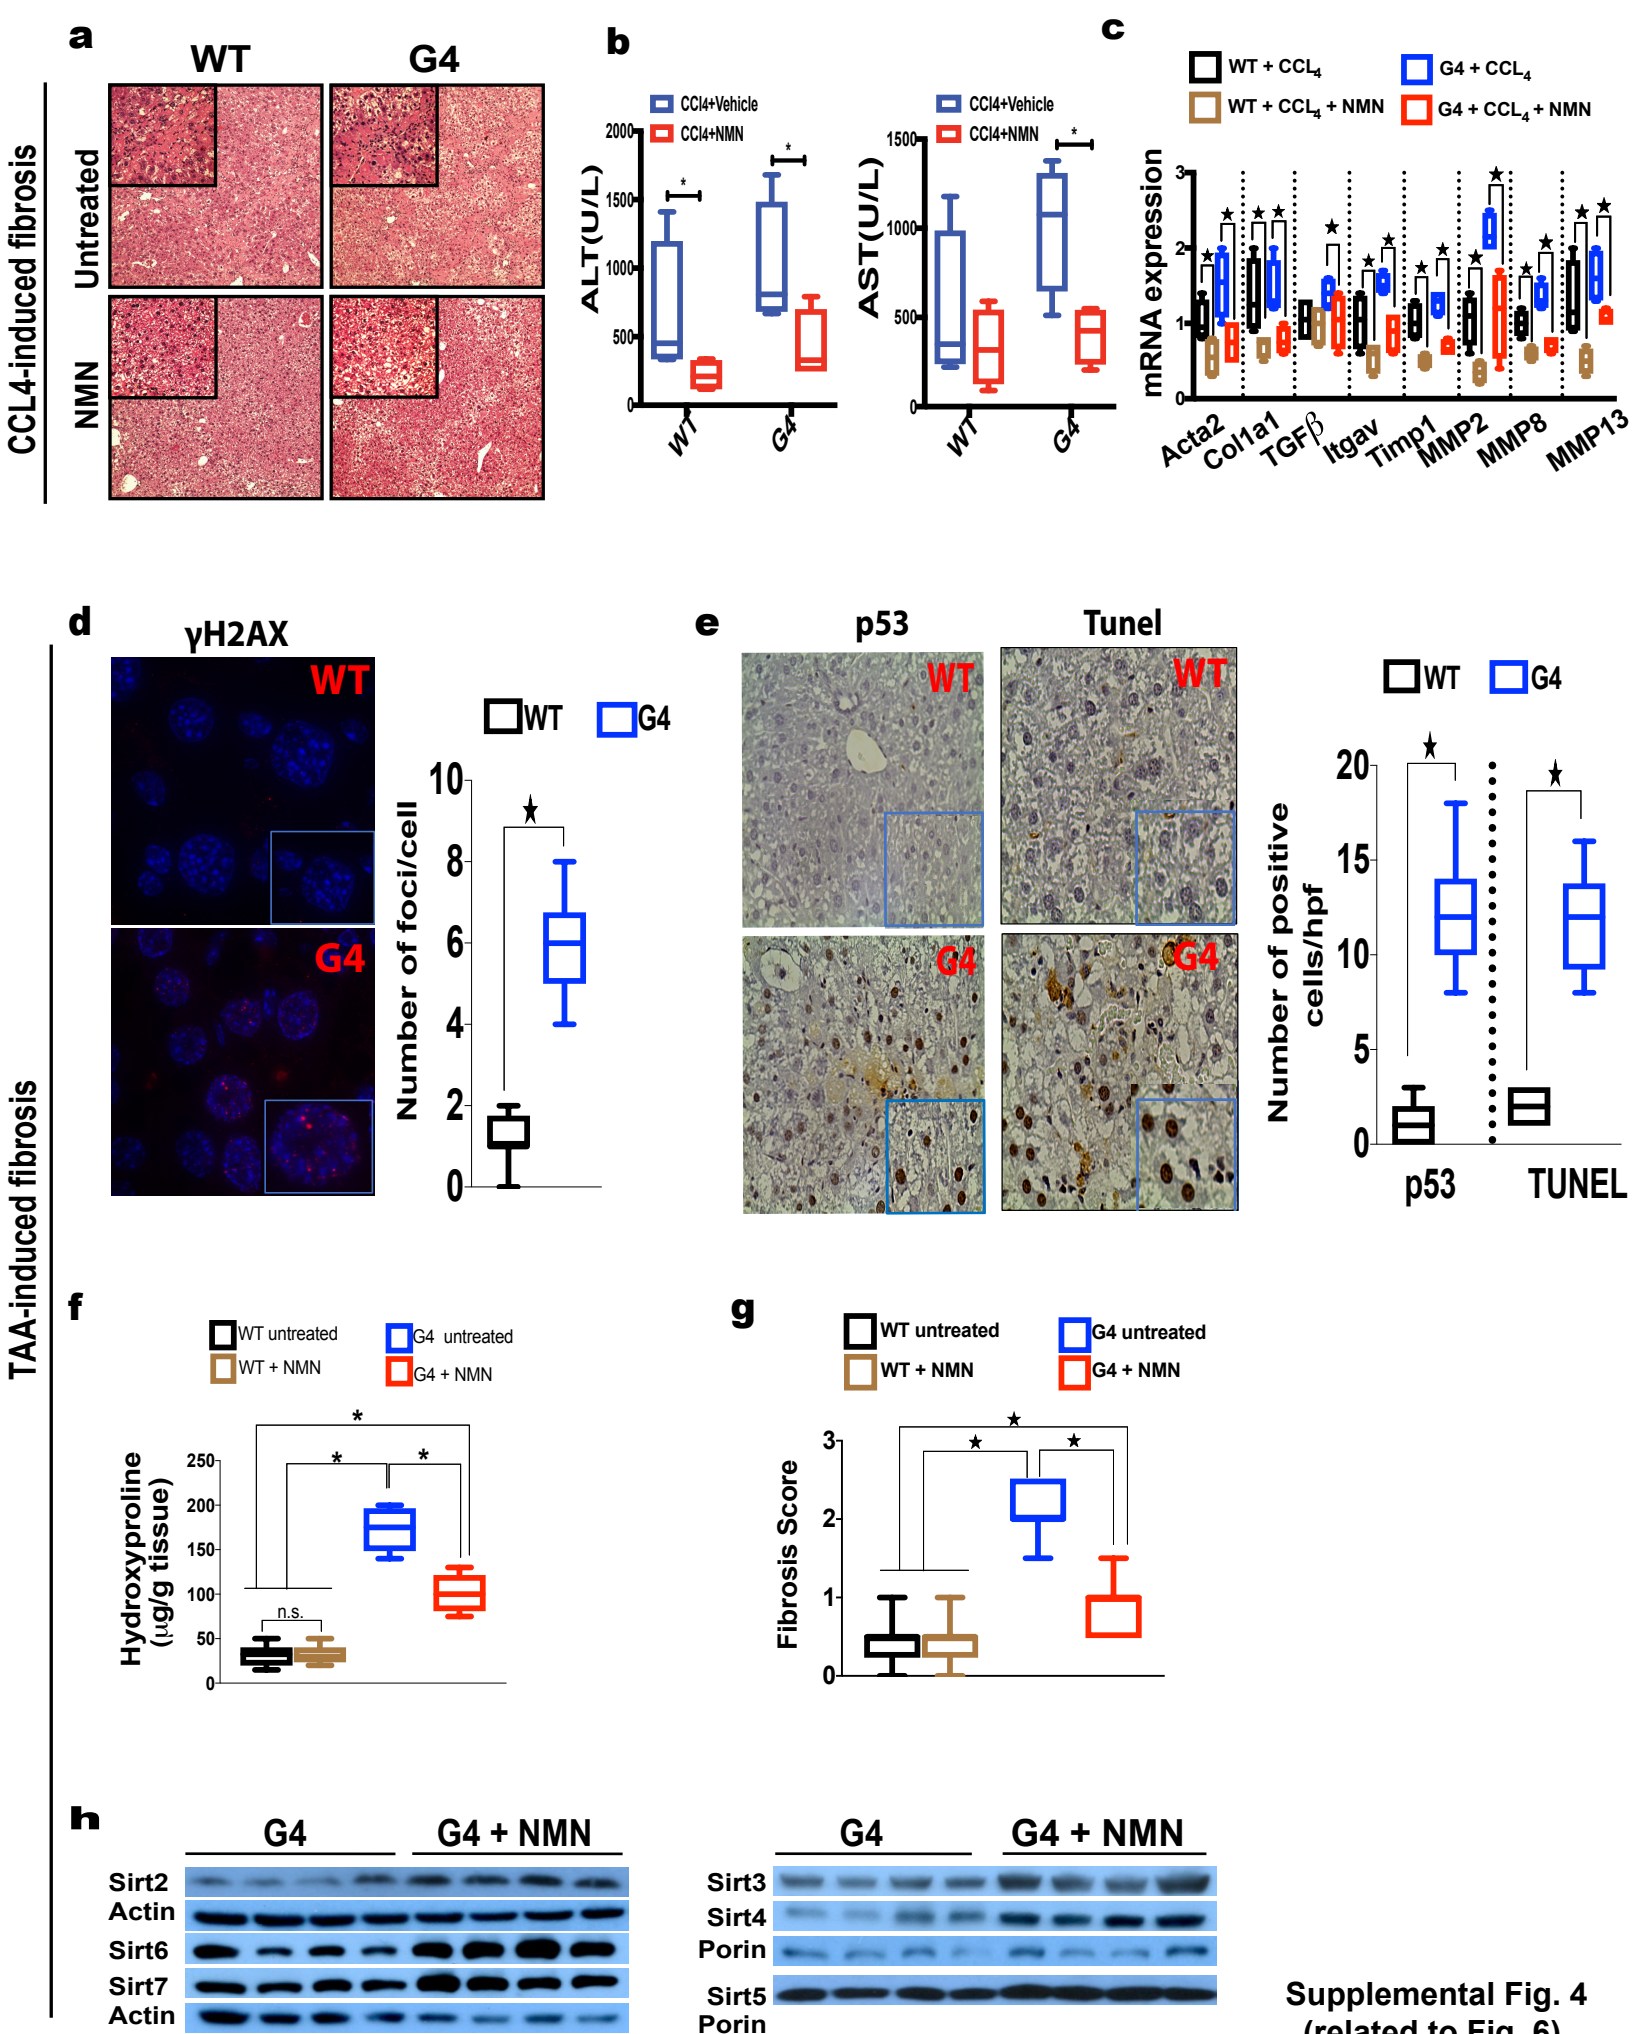 a
WT
G4
CCL4-induced fibrosis
Untreated
NMN
b
CCl4+Vehicle
CCl4+NMN
ALT(U/L)
2000
1500
1000
500
0
WT
G4
*
*
CCl4+Vehicle
CCl4+NMN
AST(U/L)
1500
1000
500
0
WT
G4
*
c
WT + CCL4
G4 + CCL4
WT + CCL4 + NMN
G4 + CCL4 + NMN
mRNA expression
3
2
1
0
Acta2
Col1a1
TGFβ
Itgav
Timp1
MMP2
MMP8
MMP13
TAA-induced fibrosis
d
γH2AX
WT
G4
WT
G4
Number of foci/cell
10
8
6
4
2
0
e
p53
Tunel
WT
WT
G4
G4
WT
G4
Number of positive
cells/hpf
20
15
10
5
0
p53
TUNEL
f
WT untreated
G4 untreated
WT + NMN
G4 + NMN
Hydroxyproline
(μg/g tissue)
250
200
150
100
50
0
*
*
*
n.s.
g
WT untreated
G4 untreated
WT + NMN
G4 + NMN
Fibrosis Score
3
2
1
0
h
G4
G4 + NMN
Sirt2
Actin
Sirt6
Sirt7
Actin
G4
G4 + NMN
Sirt3
Sirt4
Porin
Sirt5
Porin
Supplemental Fig. 4
(related to Fig. 6)